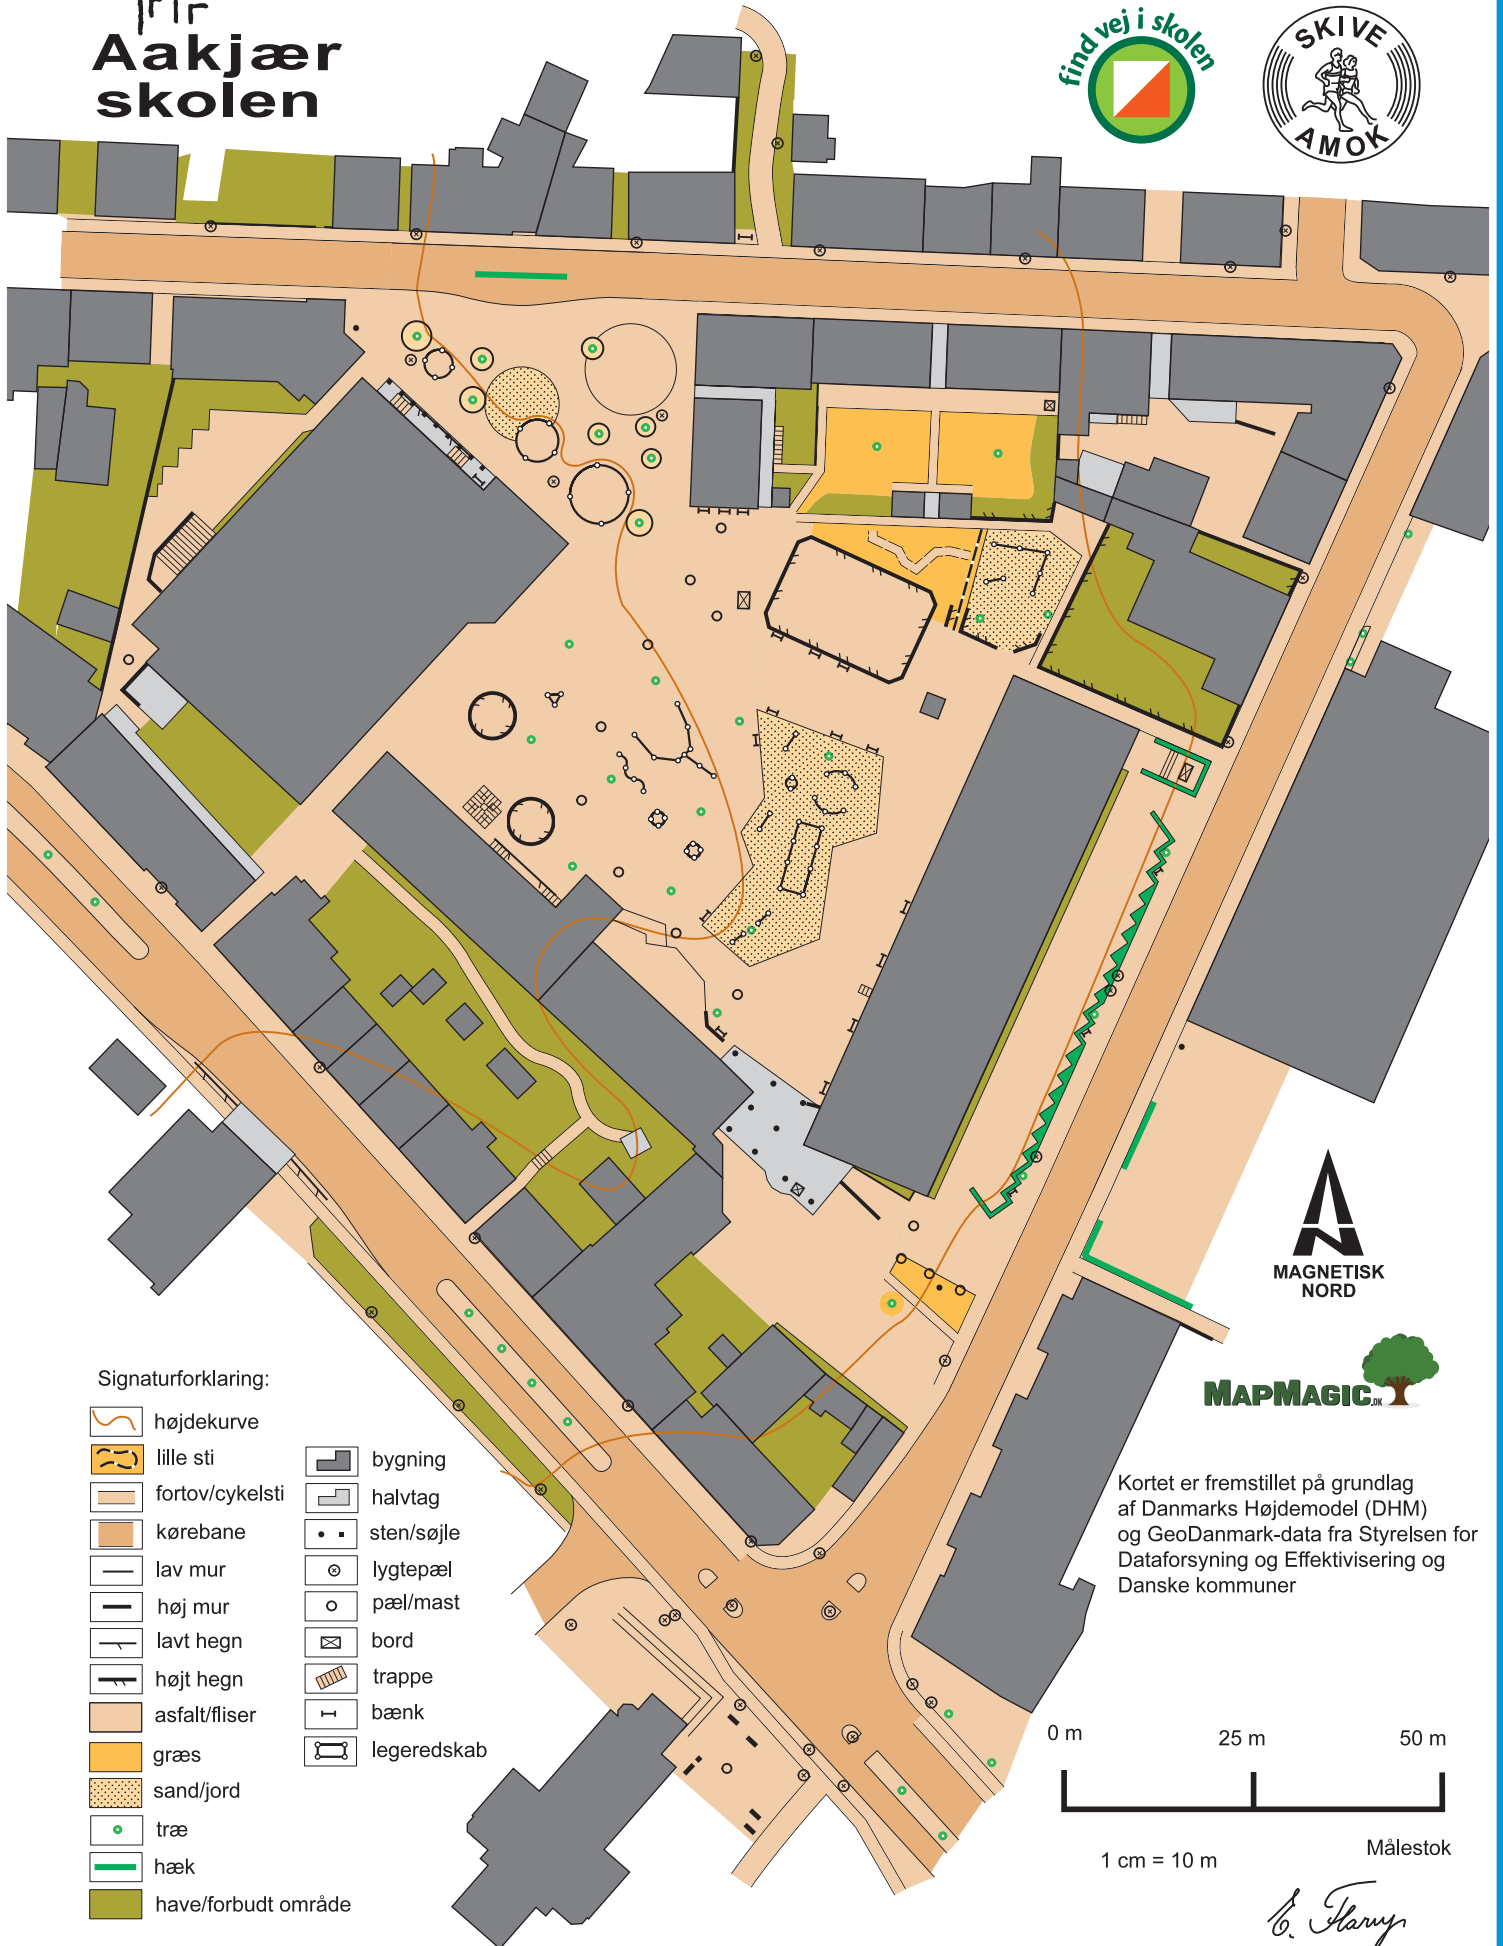 Aakjær
skolen
find vej i skolen
SKIVE
AMOK
MAGNETISK
NORD
MAPMAGIC.DK
Signaturforklaring:
højdekurve
lille sti
fortov/cykelsti
kørebane
lav mur
høj mur
lavt hegn
højt hegn
asfalt/fliser
græs
sand/jord
træ
hæk
have/forbudt område
bygning
halvtag
sten/søjle
lygtepæl
pæl/mast
bord
trappe
bænk
legeredskab
Kortet er fremstillet på grundlag
af Danmarks Højdemodel (DHM)
og GeoDanmark-data fra Styrelsen for
Dataforsyning og Effektivisering og
Danske kommuner
0 m
25 m
50 m
1 cm = 10 m
Målestok